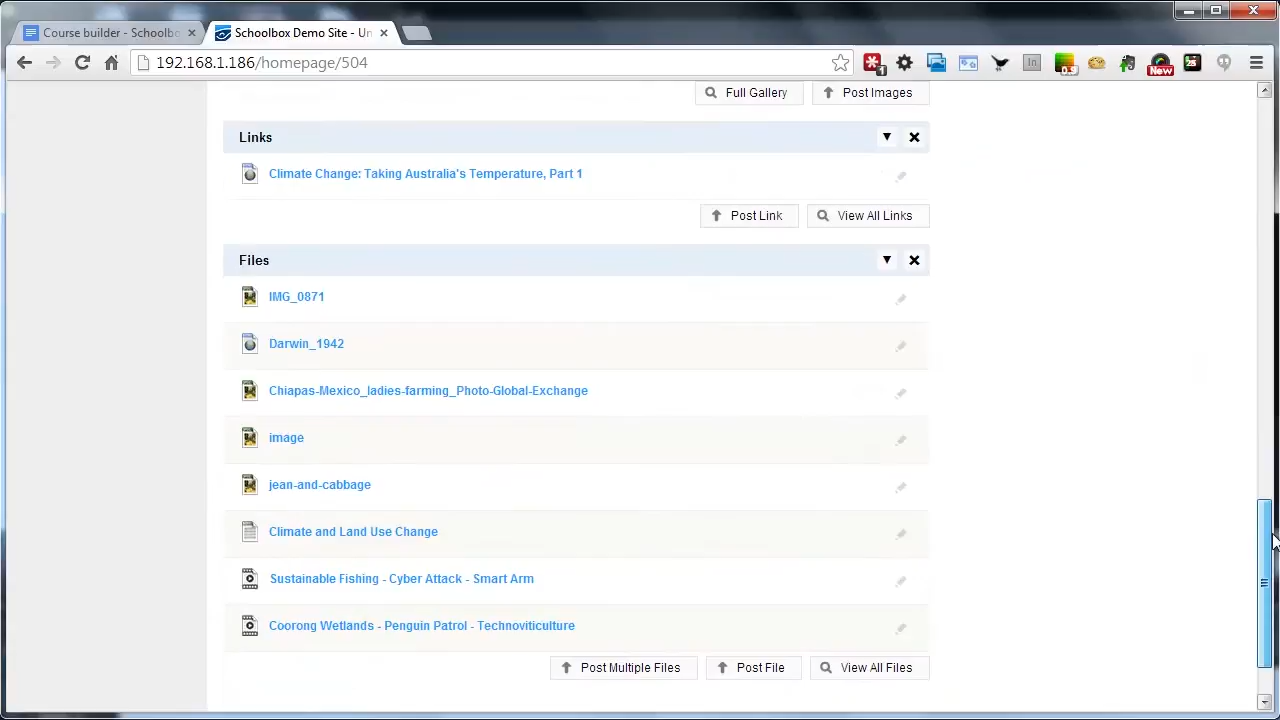 Course builder - Schoolbo
Schoolbox Demo Site - Un
192.168.1.186/homepage/504
New
Full Gallery
Post Images
Links
Climate Change: Taking Australia's Temperature, Part 1
Post Link
View All Links
Files
IMG_0871
Darwin_1942
Chiapas-Mexico_ladies-farming_Photo-Global-Exchange
image
jean-and-cabbage
Climate and Land Use Change
Sustainable Fishing - Cyber Attack - Smart Arm
Coorong Wetlands - Penguin Patrol - Technoviticulture
Post Multiple Files
Post File
View All Files